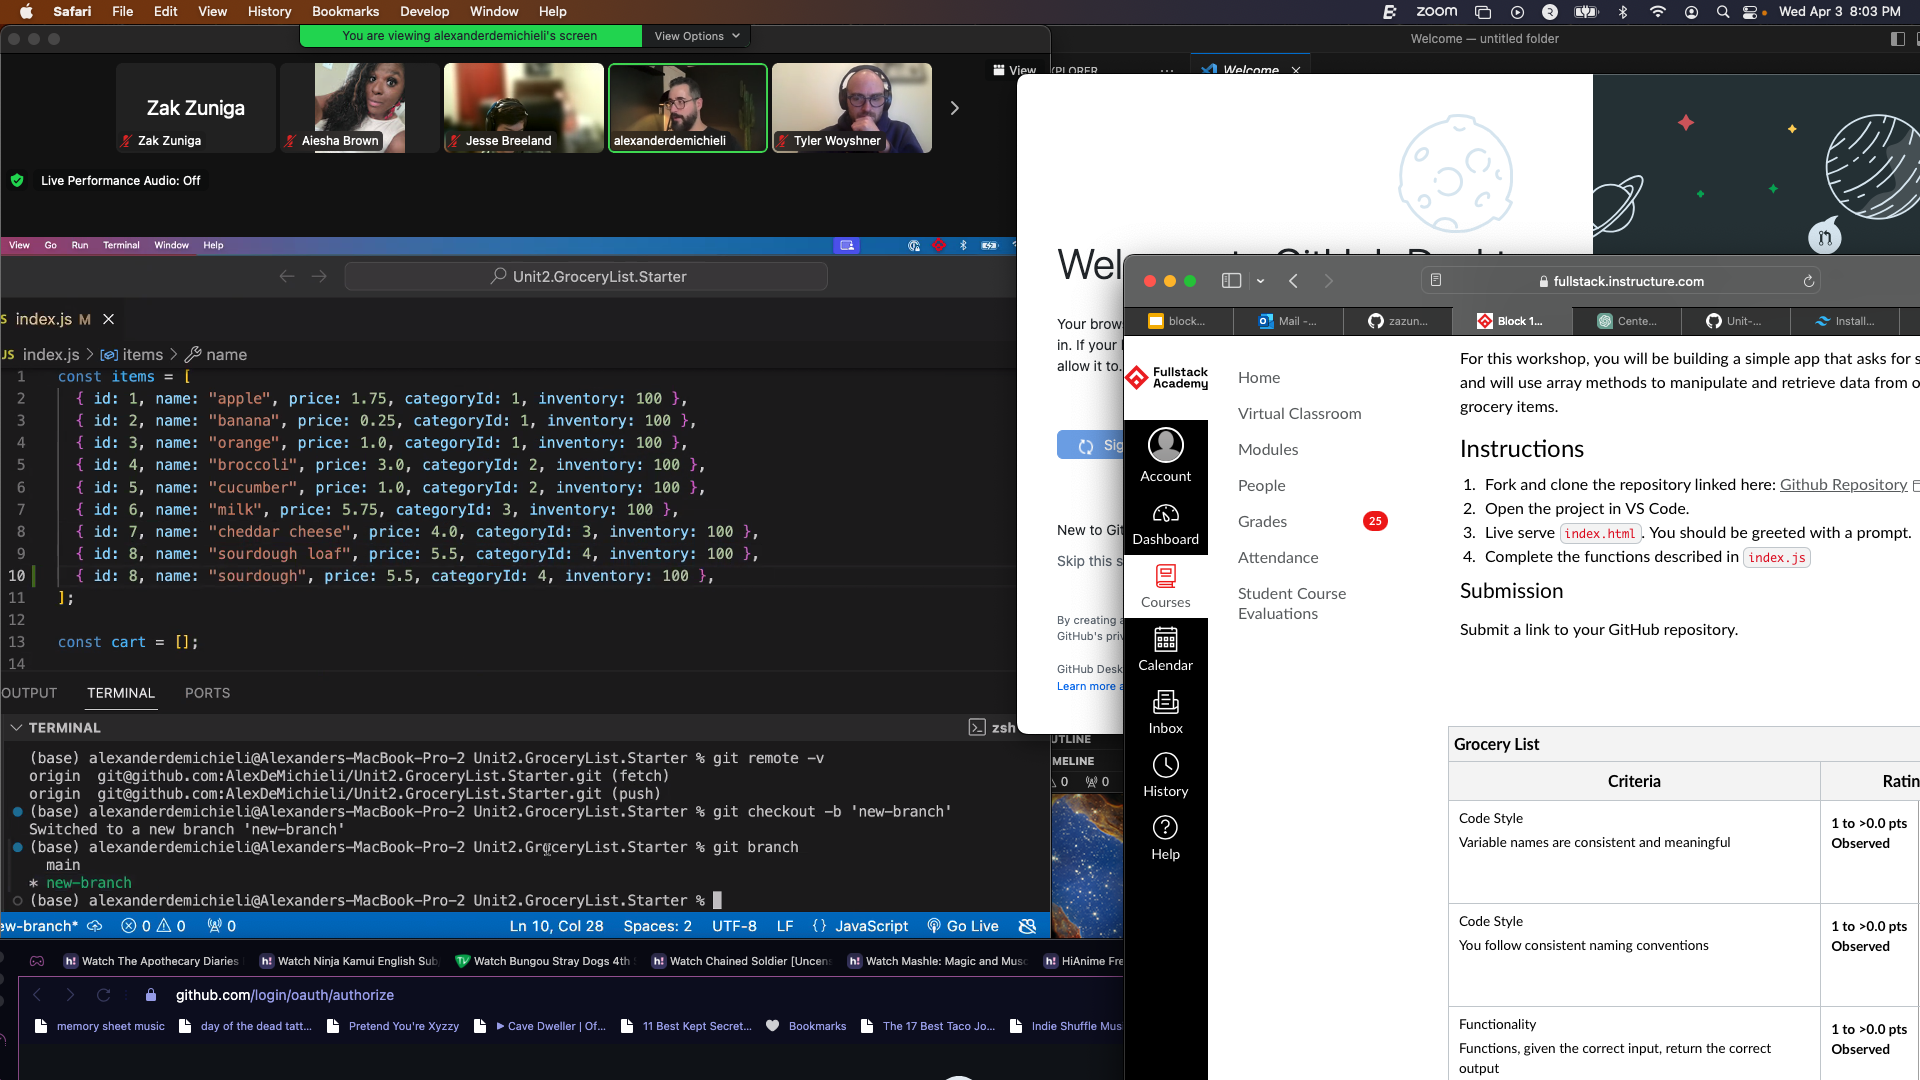 Safari File Edit View History Bookmarks Develop Window Help
zoom
Wed Apr 3 8:03 PM
You are viewing alexanderdemichieli's screen
View Options
Welcome — untitled folder
View
XPLORER
Welcome
Zak Zuniga
Zak Zuniga
Aiesha Brown
Jesse Breeland
alexanderdemichieli
Tyler Woyshner
Live Performance Audio: Off
View Go Run Terminal Window Help
Unit2.GroceryList.Starter
index.js M
JS index.js > items > name
1 const items = [
2 { id: 1, name: "apple", price: 1.75, categoryId: 1, inventory: 100 },
3 { id: 2, name: "banana", price: 0.25, categoryId: 1, inventory: 100 },
4 { id: 3, name: "orange", price: 1.0, categoryId: 1, inventory: 100 },
5 { id: 4, name: "broccoli", price: 3.0, categoryId: 2, inventory: 100 },
6 { id: 5, name: "cucumber", price: 1.0, categoryId: 2, inventory: 100 },
7 { id: 6, name: "milk", price: 5.75, categoryId: 3, inventory: 100 },
8 { id: 7, name: "cheddar cheese", price: 4.0, categoryId: 3, inventory: 100 },
9 { id: 8, name: "sourdough loaf", price: 5.5, categoryId: 4, inventory: 100 },
10 { id: 8, name: "sourdough", price: 5.5, categoryId: 4, inventory: 100 },
11 ];
12
13 const cart = [];
14
OUTPUT TERMINAL PORTS
TERMINAL
zsh
(base) alexanderdemichieli@Alexanders-MacBook-Pro-2 Unit2.GroceryList.Starter % git remote -v
origin git@github.com:AlexDeMichieli/Unit2.GroceryList.Starter.git (fetch)
origin git@github.com:AlexDeMichieli/Unit2.GroceryList.Starter.git (push)
(base) alexanderdemichieli@Alexanders-MacBook-Pro-2 Unit2.GroceryList.Starter % git checkout -b 'new-branch'
Switched to a new branch 'new-branch'
(base) alexanderdemichieli@Alexanders-MacBook-Pro-2 Unit2.GroceryList.Starter % git branch
main
* new-branch
(base) alexanderdemichieli@Alexanders-MacBook-Pro-2 Unit2.GroceryList.Starter %
ew-branch* 0 0 0 Ln 10, Col 28 Spaces: 2 UTF-8 LF {} JavaScript Go Live
Watch The Apothecary Diaries
Watch Ninja Kamui English Sub
Watch Bungou Stray Dogs 4th
Watch Chained Soldier [Uncens
Watch Mashle: Magic and Musc
HiAnime Fre
github.com/login/oauth/authorize
memory sheet music
day of the dead tatt...
Pretend You're Xyzzy
▶ Cave Dweller | Of...
11 Best Kept Secret...
Bookmarks
The 17 Best Taco Jo...
Indie Shuffle Mus
Your brow
in. If your
allow it to.
Sig
New to Git
Skip this s
By creating a
GitHub's priv
GitHub Desk
Learn more a
UTLINE
MELINE
0 0
fullstack.instructure.com
block...
Mail -...
zazun...
Block 1...
Cente...
Unit-...
Install...
Fullstack
Academy
Account
Dashboard
Courses
Calendar
Inbox
History
Help
Home
Virtual Classroom
Modules
People
Grades 25
Attendance
Student Course
Evaluations
For this workshop, you will be building a simple app that asks for s
and will use array methods to manipulate and retrieve data from o
grocery items.
Instructions
1. Fork and clone the repository linked here: Github Repository
2. Open the project in VS Code.
3. Live serve index.html. You should be greeted with a prompt.
4. Complete the functions described in index.js
Submission
Submit a link to your GitHub repository.
Grocery List
Criteria
Ratin
Code Style
Variable names are consistent and meaningful
1 to >0.0 pts
Observed
Code Style
You follow consistent naming conventions
1 to >0.0 pts
Observed
Functionality
Functions, given the correct input, return the correct
output
1 to >0.0 pts
Observed